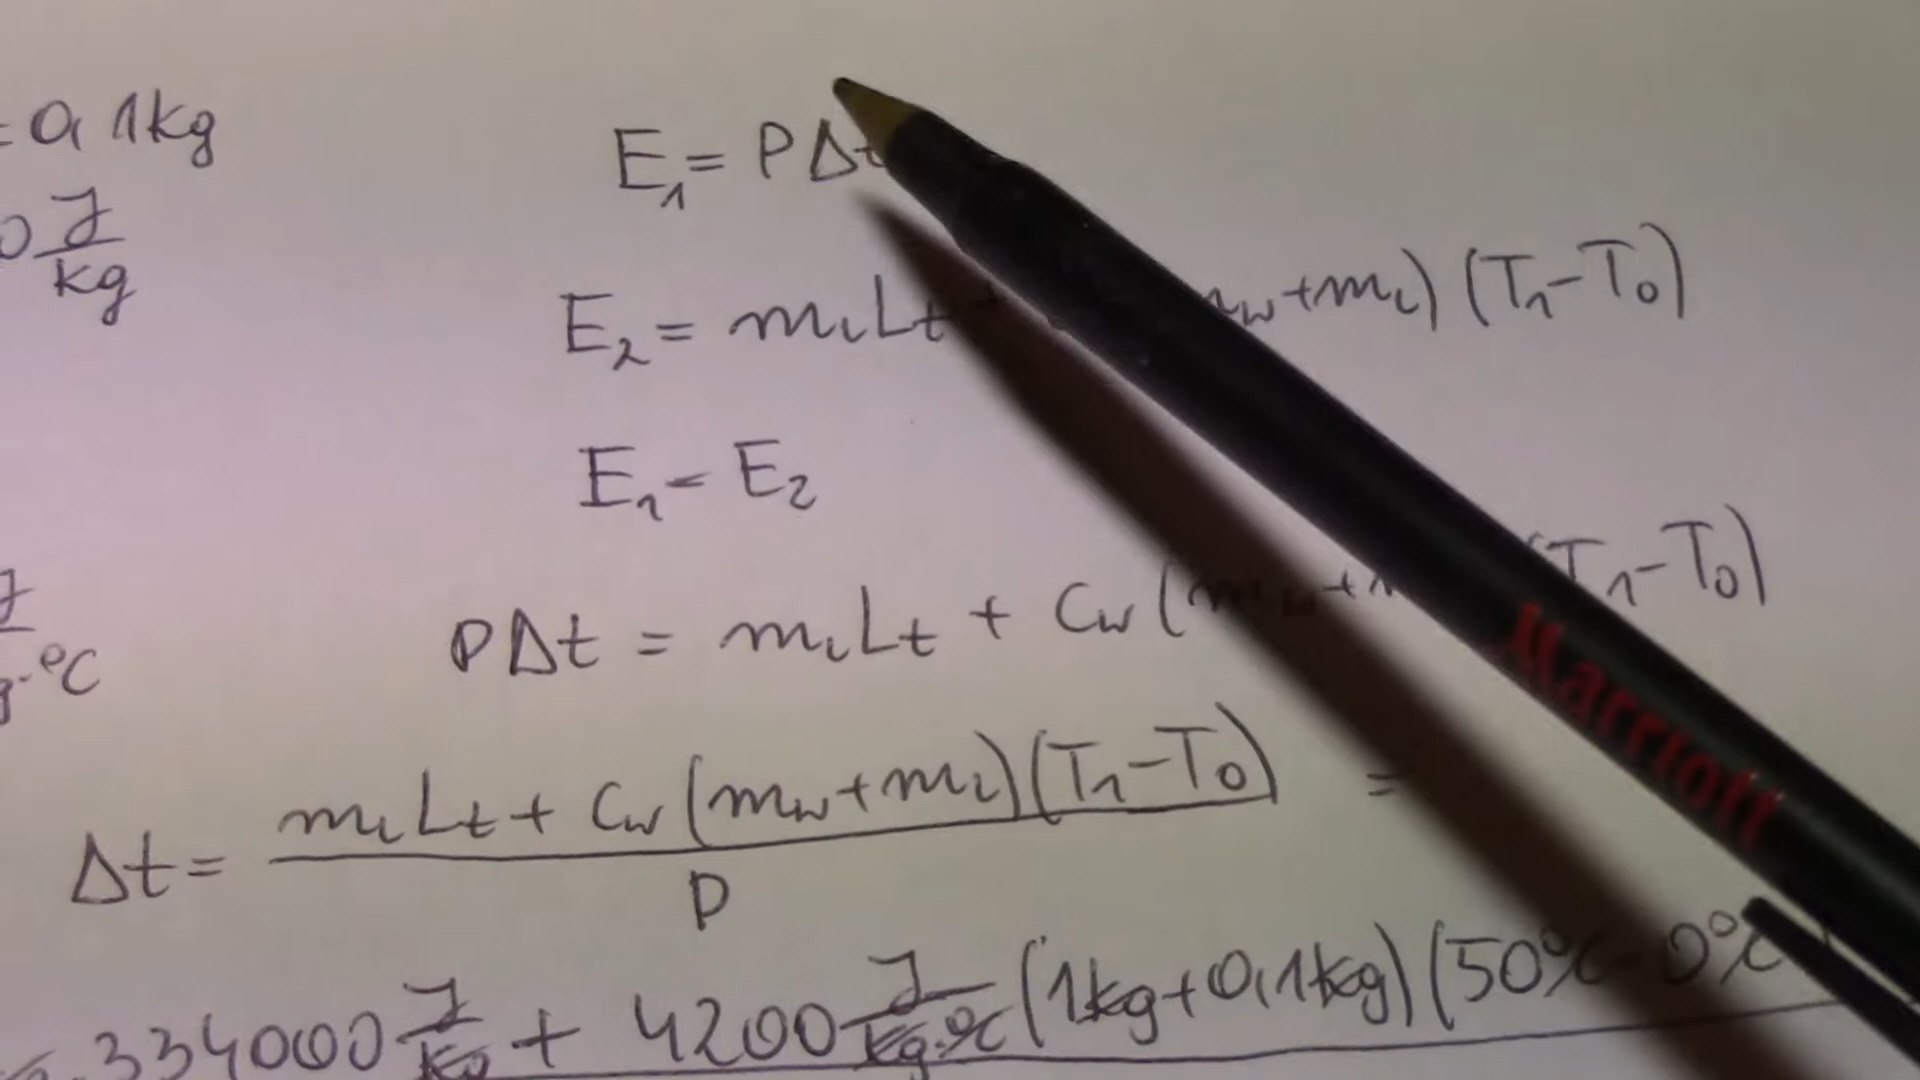 = 0,1kg
E₁ = PΔt
0 J/kg
E₂ = mᵢLt + w+mᵢ) (T₁-T₀)
E₁ = E₂
J
g·°C
PΔt = mᵢLt + Cw ( T₁-T₀)
Δt = mᵢLt + Cw (mw+mᵢ)(T₁-T₀) / P =
·334000 J/kg + 4200 J/kg·°C (1kg+0,1kg) (50°C-0°C)
Marriott